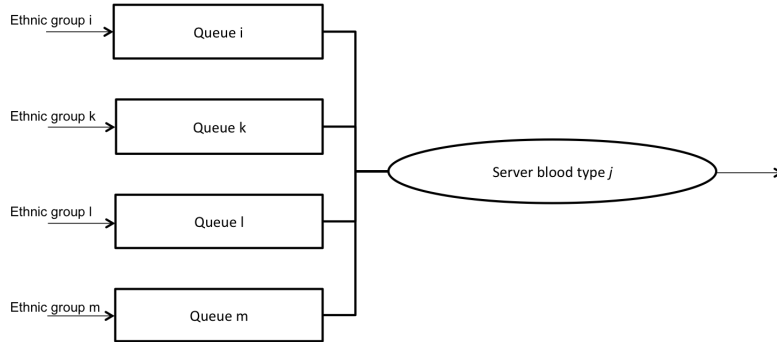 Ethnic group i
Queue i
Ethnic group k
Queue k
Server blood type j
Ethnic group l
Queue l
Ethnic group m
Queue m